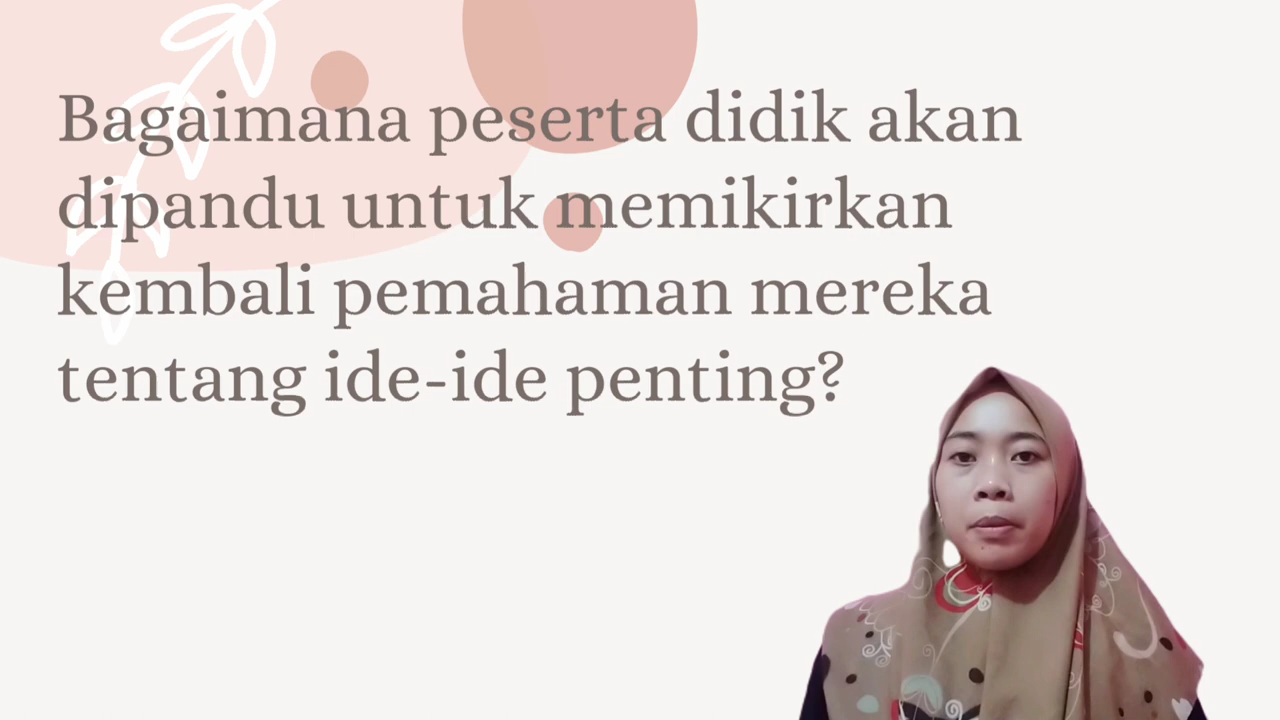 Bagaimana peserta didik akan
dipandu untuk memikirkan
kembali pemahaman mereka
tentang ide-ide penting?